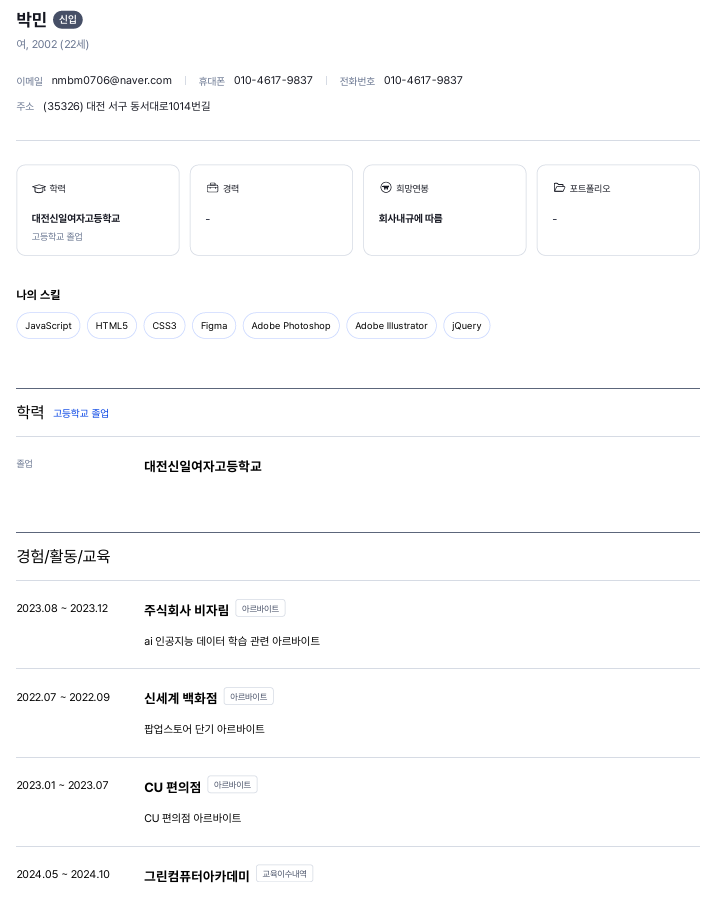 박민 신입
여, 2002 (22세)
이메일 nmbm0706@naver.com 휴대폰 010-4617-9837 전화번호 010-4617-9837
주소 (35326) 대전 서구 동서대로1014번길
학력 경력 희망연봉 포트폴리오
대전신일여자고등학교 - 회사내규에 따름 -
고등학교 졸업
나의 스킬
JavaScript HTML5 CSS3 Figma Adobe Photoshop Adobe Illustrator jQuery
학력 고등학교 졸업
졸업 대전신일여자고등학교
경험/활동/교육
2023.08 ~ 2023.12 주식회사 비자림 아르바이트
ai 인공지능 데이터 학습 관련 아르바이트
2022.07 ~ 2022.09 신세계 백화점 아르바이트
팝업스토어 단기 아르바이트
2023.01 ~ 2023.07 CU 편의점 아르바이트
CU 편의점 아르바이트
2024.05 ~ 2024.10 그린컴퓨터아카데미 교육이수내역